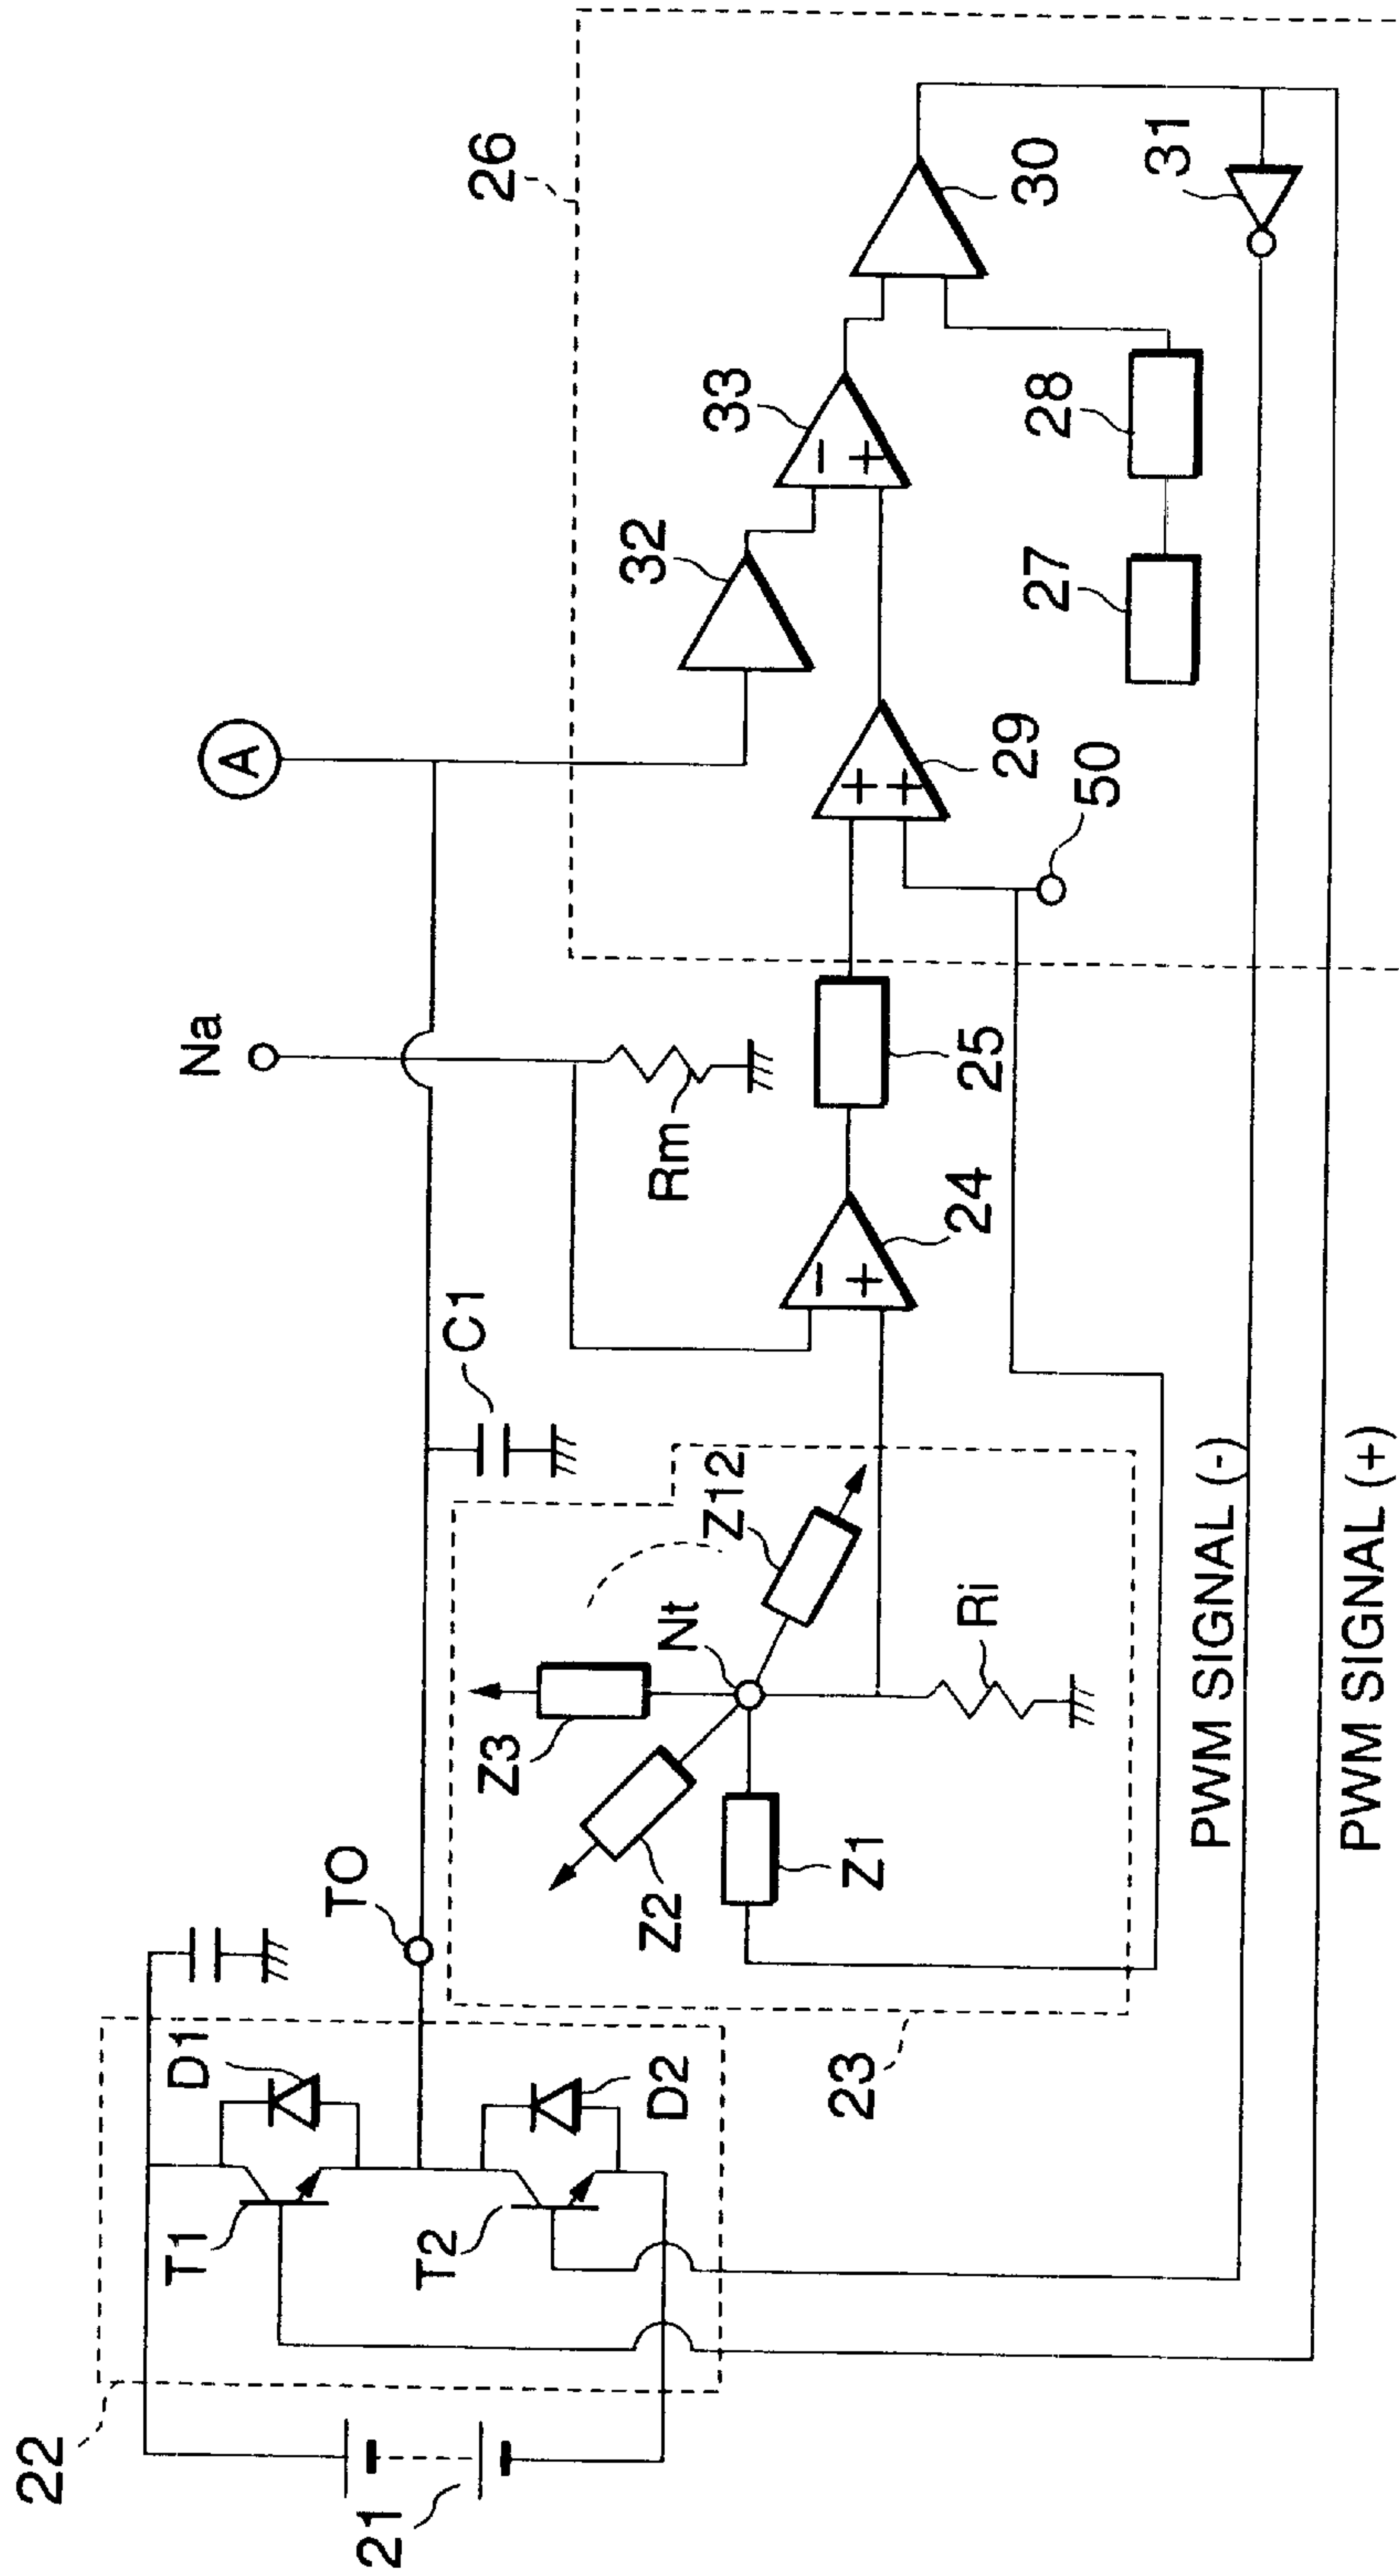 22
21
T1
D1
T2
D2
TO
23
Z1
Z2
Z3
Nt
Z12
Ri
C1
Na
Rm
24
25
A
26
29
50
32
33
27
28
30
31
PWM SIGNAL (-)
PWM SIGNAL (+)
−
+
+
+
−
+